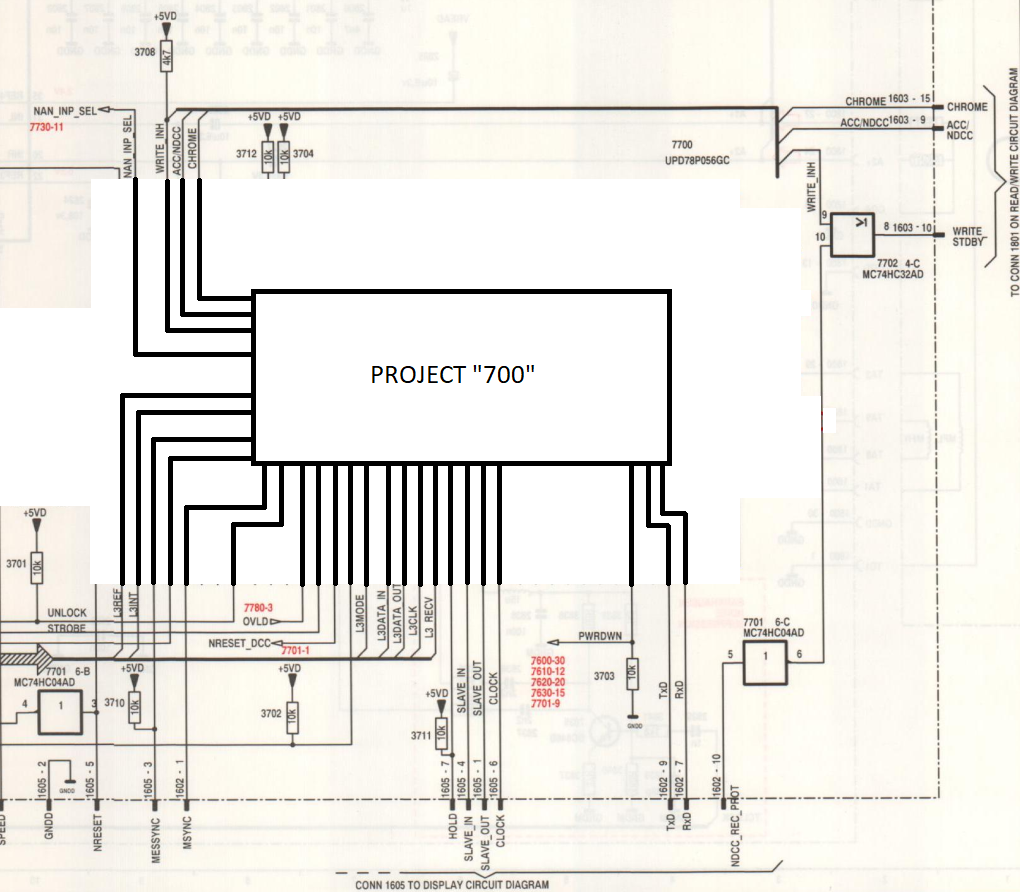 +5VD
3708
4k7
NAN_INP_SEL
7730-11
NAN_INP_SEL
WRITE_INH
ACC/NDCC
CHROME
+5VD
+5VD
3712
10k
10k
3704
7700
UPD78P056GC
CHROME
1603 - 15
CHROME
ACC/NDCC
1603 - 9
ACC/
NDCC
WRITE_INH
9
10
≥1
8
1603 - 10
WRITE_
STDBY
7702 4-C
MC74HC32AD
TO CONN 1801 ON READ/WRITE CIRCUIT DIAGRAM
PROJECT "700"
+5VD
3701
10k
UNLOCK
STROBE
L3REF
L3INT
7780-3
OVLD
NRESET_DCC
7701-1
L3MODE
L3DATA IN
L3DATA OUT
L3CLK
L3 RECV
7701 6-B
MC74HC04AD
4
1
3
+5VD
3710
10k
+5VD
3702
10k
+5VD
3711
10k
SLAVE_IN
SLAVE_OUT
CLOCK
PWRDWN
7600-30
7610-12
7620-20
7630-15
7701-9
3703
10k
GNDD
TxD
RxD
7701 6-C
MC74HC04AD
5
1
6
1605 - 2
GNDD
1605 - 5
1605 - 3
1602 - 1
1605 - 7
1605 - 4
1605 - 1
1605 - 6
1602 - 9
1602 - 7
1602 - 10
SPEED
GNDD
NRESET
MESSYNC
MSYNC
HOLD
SLAVE_IN
SLAVE_OUT
CLOCK
TxD
RxD
NDCC_REC_PROT
CONN 1605 TO DISPLAY CIRCUIT DIAGRAM